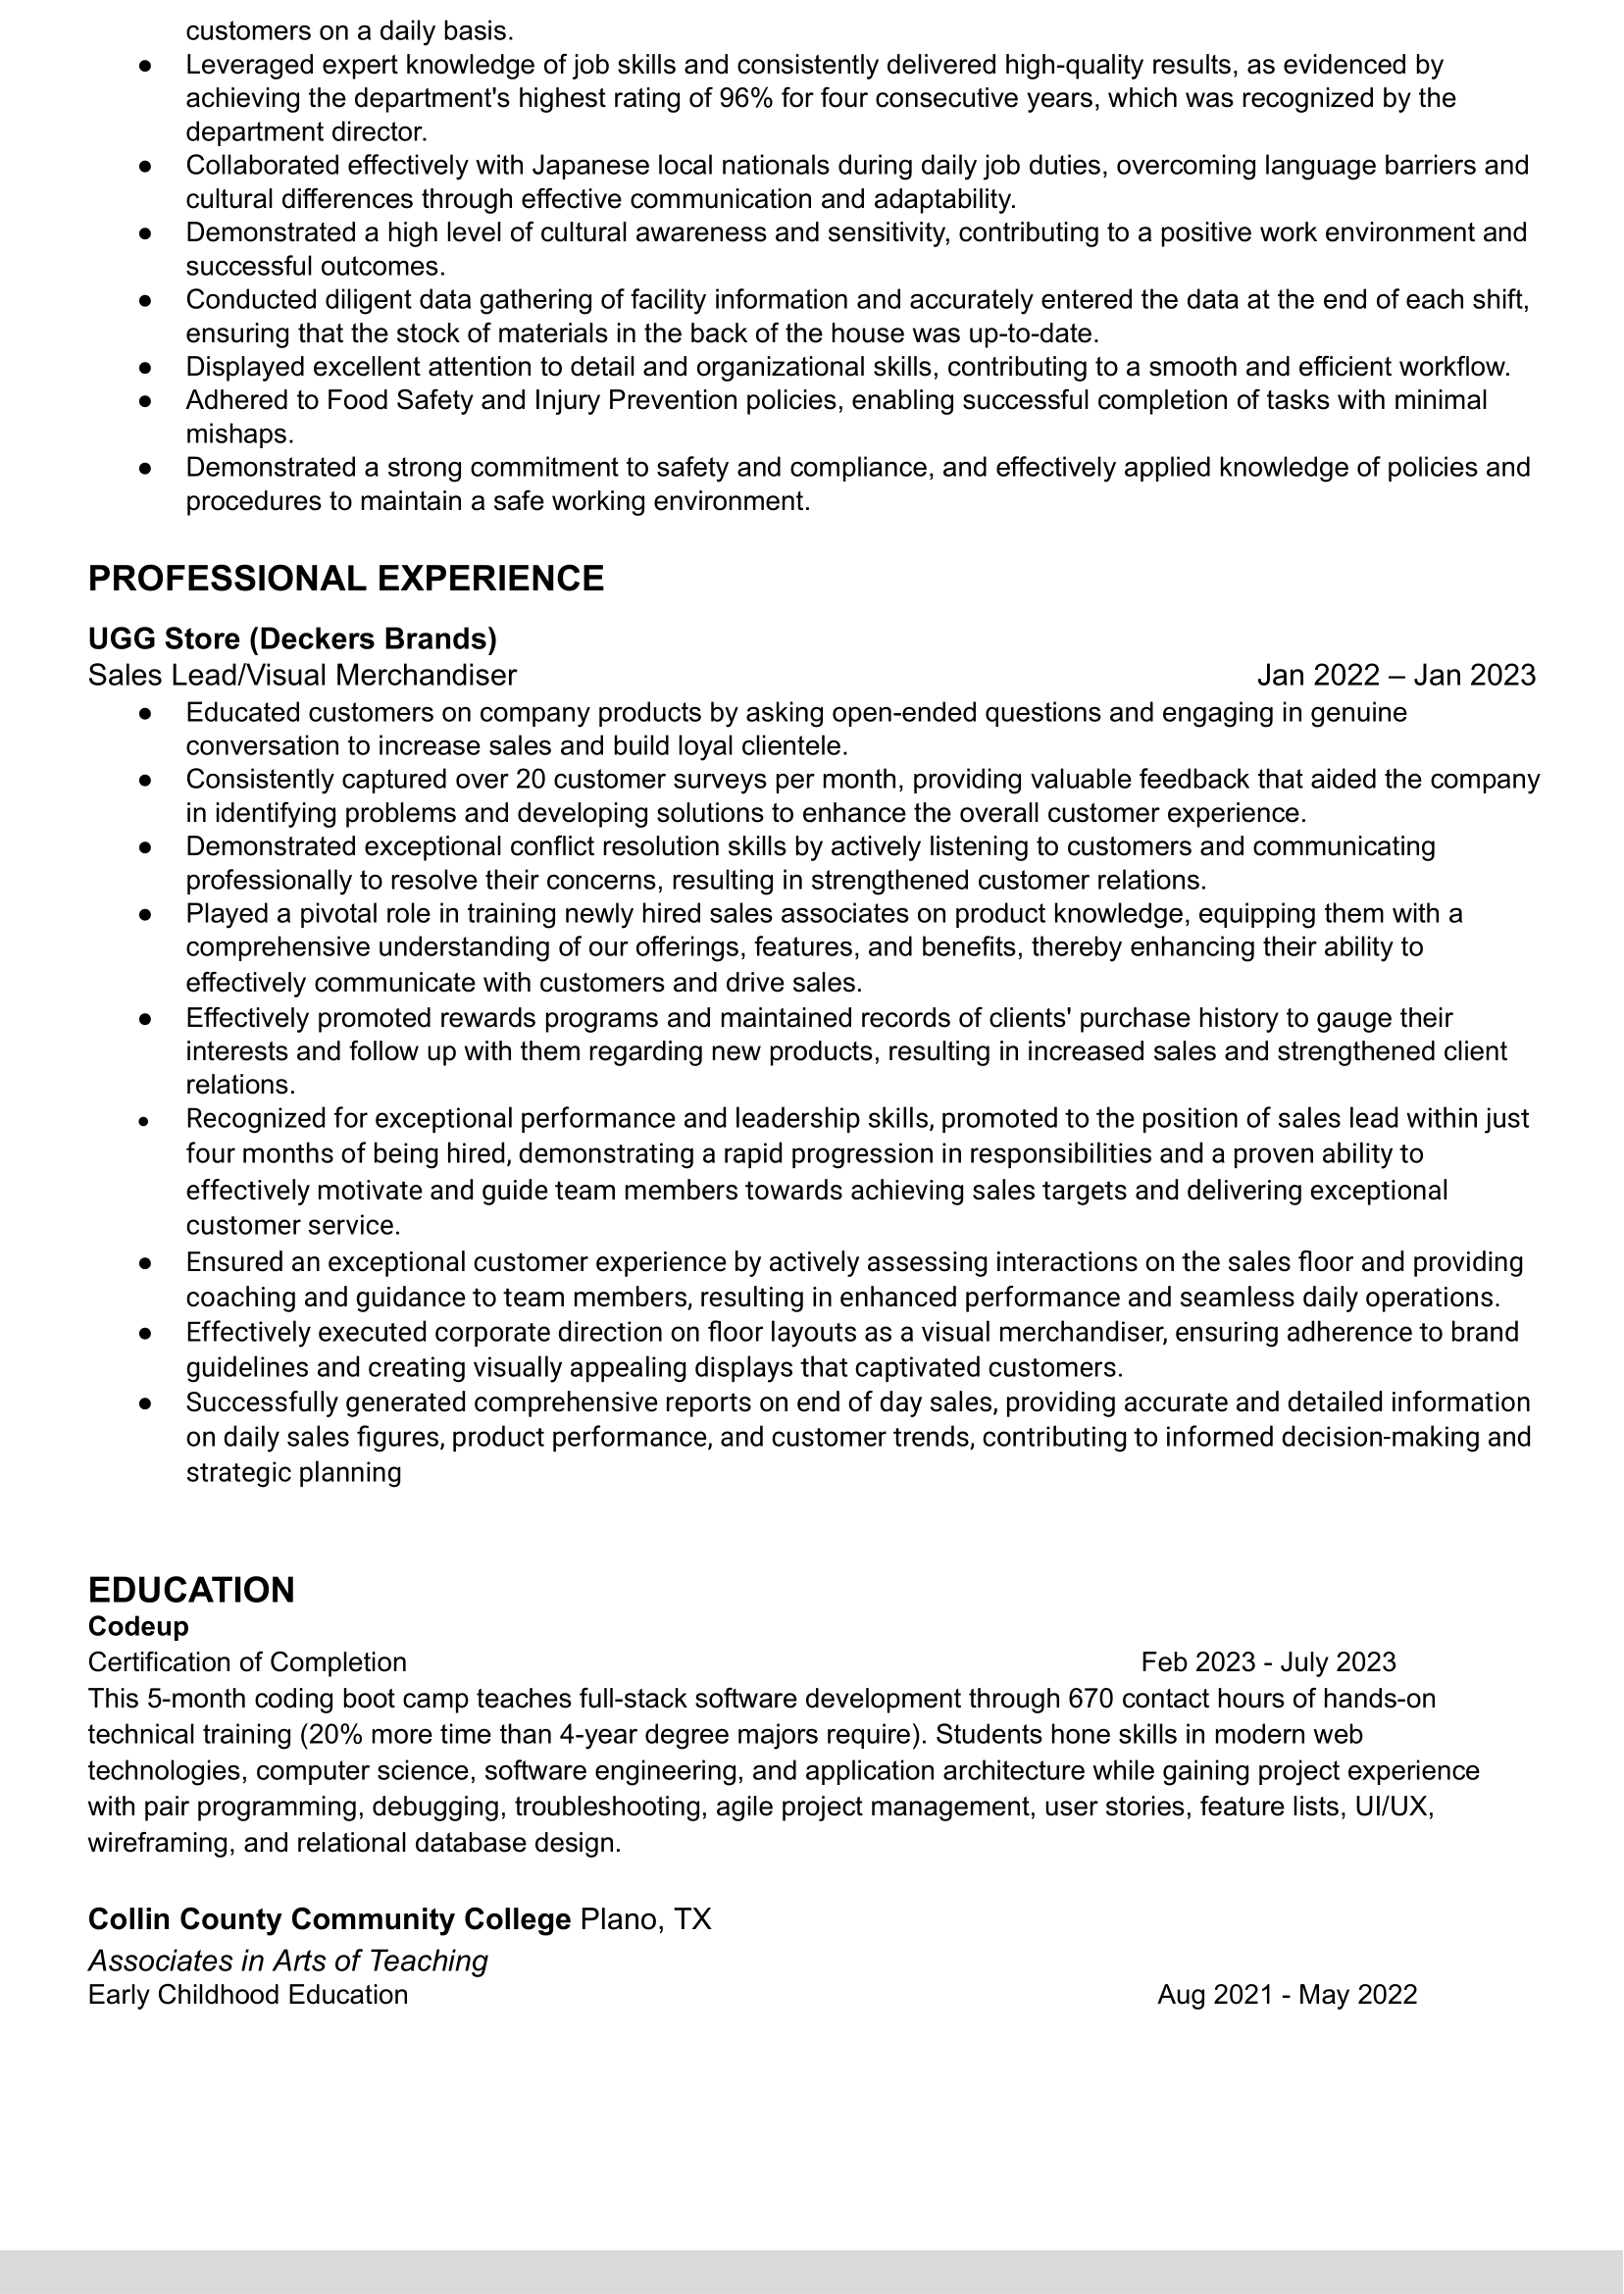 customers on a daily basis.
● Leveraged expert knowledge of job skills and consistently delivered high-quality results, as evidenced by
achieving the department's highest rating of 96% for four consecutive years, which was recognized by the
department director.
● Collaborated effectively with Japanese local nationals during daily job duties, overcoming language barriers and
cultural differences through effective communication and adaptability.
● Demonstrated a high level of cultural awareness and sensitivity, contributing to a positive work environment and
successful outcomes.
● Conducted diligent data gathering of facility information and accurately entered the data at the end of each shift,
ensuring that the stock of materials in the back of the house was up-to-date.
● Displayed excellent attention to detail and organizational skills, contributing to a smooth and efficient workflow.
● Adhered to Food Safety and Injury Prevention policies, enabling successful completion of tasks with minimal
mishaps.
● Demonstrated a strong commitment to safety and compliance, and effectively applied knowledge of policies and
procedures to maintain a safe working environment.
PROFESSIONAL EXPERIENCE
UGG Store (Deckers Brands)
Sales Lead/Visual Merchandiser Jan 2022 – Jan 2023
● Educated customers on company products by asking open-ended questions and engaging in genuine
conversation to increase sales and build loyal clientele.
● Consistently captured over 20 customer surveys per month, providing valuable feedback that aided the company
in identifying problems and developing solutions to enhance the overall customer experience.
● Demonstrated exceptional conflict resolution skills by actively listening to customers and communicating
professionally to resolve their concerns, resulting in strengthened customer relations.
● Played a pivotal role in training newly hired sales associates on product knowledge, equipping them with a
comprehensive understanding of our offerings, features, and benefits, thereby enhancing their ability to
effectively communicate with customers and drive sales.
● Effectively promoted rewards programs and maintained records of clients' purchase history to gauge their
interests and follow up with them regarding new products, resulting in increased sales and strengthened client
relations.
● Recognized for exceptional performance and leadership skills, promoted to the position of sales lead within just
four months of being hired, demonstrating a rapid progression in responsibilities and a proven ability to
effectively motivate and guide team members towards achieving sales targets and delivering exceptional
customer service.
● Ensured an exceptional customer experience by actively assessing interactions on the sales floor and providing
coaching and guidance to team members, resulting in enhanced performance and seamless daily operations.
● Effectively executed corporate direction on floor layouts as a visual merchandiser, ensuring adherence to brand
guidelines and creating visually appealing displays that captivated customers.
● Successfully generated comprehensive reports on end of day sales, providing accurate and detailed information
on daily sales figures, product performance, and customer trends, contributing to informed decision-making and
strategic planning
EDUCATION
Codeup
Certification of Completion Feb 2023 - July 2023
This 5-month coding boot camp teaches full-stack software development through 670 contact hours of hands-on
technical training (20% more time than 4-year degree majors require). Students hone skills in modern web
technologies, computer science, software engineering, and application architecture while gaining project experience
with pair programming, debugging, troubleshooting, agile project management, user stories, feature lists, UI/UX,
wireframing, and relational database design.
Collin County Community College Plano, TX
Associates in Arts of Teaching
Early Childhood Education Aug 2021 - May 2022